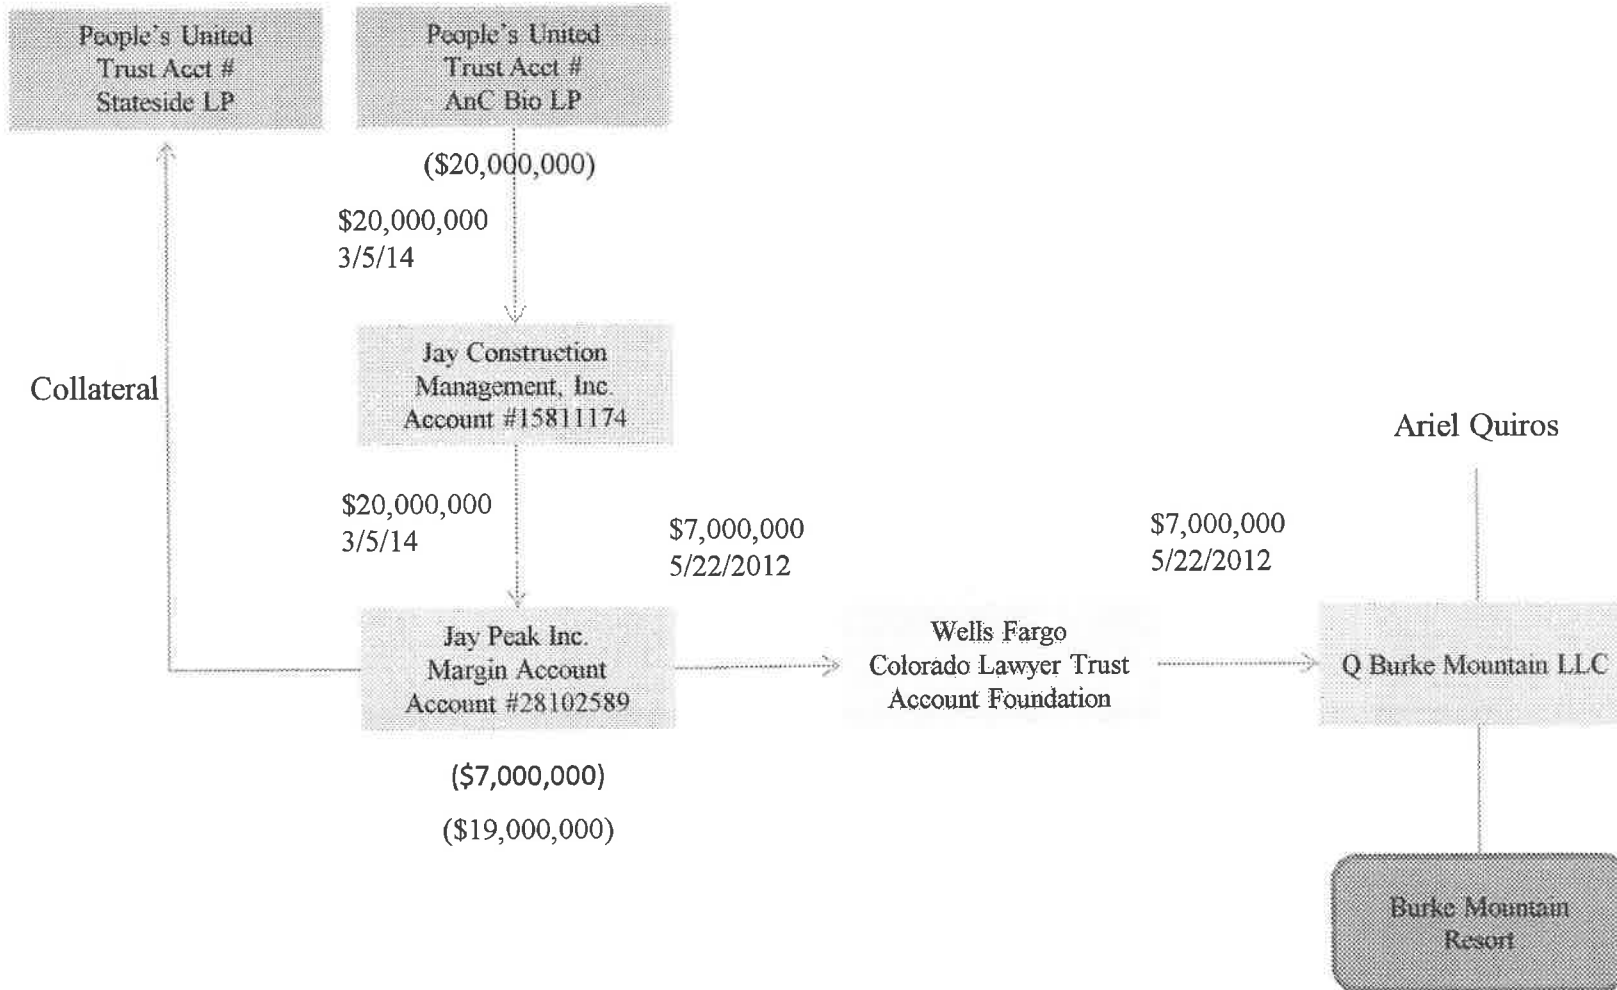 People's United
Trust Acct #
Stateside LP
People's United
Trust Acct #
AnC Bio LP
($20,000,000)
$20,000,000
3/5/14
Jay Construction
Management, Inc.
Account #15811174
Collateral
Ariel Quiros
$20,000,000
3/5/14
$7,000,000
5/22/2012
$7,000,000
5/22/2012
Jay Peak Inc.
Margin Account
Account #28102589
Wells Fargo
Colorado Lawyer Trust
Account Foundation
Q Burke Mountain LLC
($7,000,000)
($19,000,000)
Burke Mountain
Resort